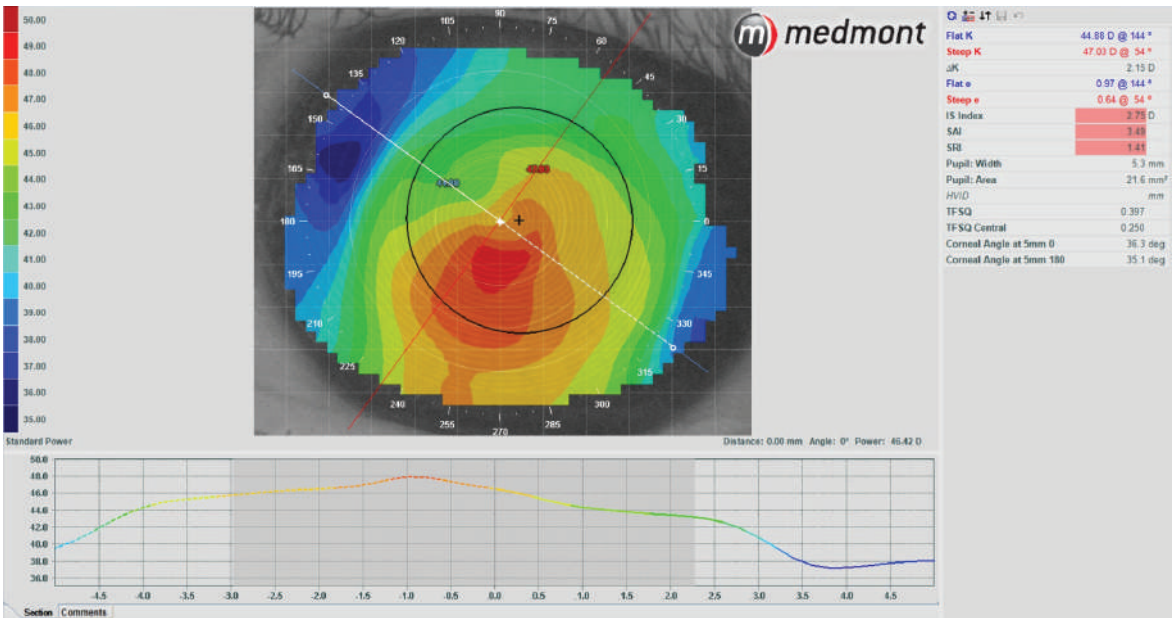 50.00
49.00
48.00
47.00
46.00
45.00
44.00
43.00
42.00
41.00
40.00
39.00
38.00
37.00
36.00
35.00
Standard Power
90
105
75
120
60
135
45
150
30
165
15
180
0
195
345
210
330
225
315
240
300
255
285
270
m medmont
Distance: 0.00 mm Angle: 0° Power: 46.42 D
Flat K 44.88 D @ 144 °
Steep K 47.03 D @ 54 °
ΔK 2.15 D
Flat e 0.97 @ 144 °
Steep e 0.64 @ 54 °
IS Index 2.75 D
SAI 3.49
SRI 1.41
Pupil: Width 5.3 mm
Pupil: Area 21.6 mm²
HVID mm
TFSQ 0.397
TFSQ Central 0.250
Corneal Angle at 5mm 0 36.3 deg
Corneal Angle at 5mm 180 35.1 deg
50.0
48.0
46.0
44.0
42.0
40.0
38.0
36.0
-4.5 -4.0 -3.5 -3.0 -2.5 -2.0 -1.5 -1.0 -0.5 0.0 0.5 1.0 1.5 2.0 2.5 3.0 3.5 4.0 4.5
Section Comments